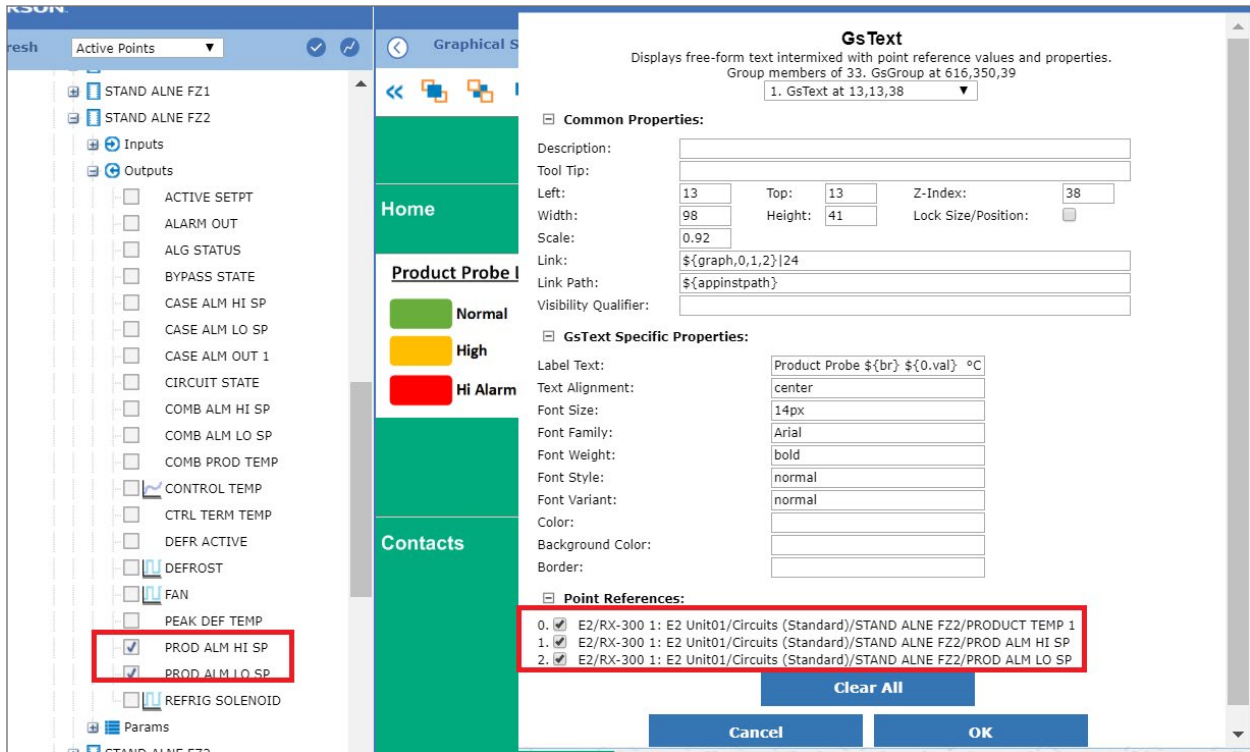 RSON.
resh
Active Points
STAND ALNE FZ1
STAND ALNE FZ2
Inputs
Outputs
ACTIVE SETPT
ALARM OUT
ALG STATUS
BYPASS STATE
CASE ALM HI SP
CASE ALM LO SP
CASE ALM OUT 1
CIRCUIT STATE
COMB ALM HI SP
COMB ALM LO SP
COMB PROD TEMP
CONTROL TEMP
CTRL TERM TEMP
DEFR ACTIVE
DEFROST
FAN
PEAK DEF TEMP
PROD ALM HI SP
PROD ALM LO SP
REFRIG SOLENOID
Params
STAND ALNE FZ3
Graphical S
Home
Product Probe L
Normal
High
Hi Alarm
Contacts
GsText
Displays free-form text intermixed with point reference values and properties.
Group members of 33. GsGroup at 616,350,39
1. GsText at 13,13,38
Common Properties:
Description:
Tool Tip:
Left: 13 Top: 13 Z-Index: 38
Width: 98 Height: 41 Lock Size/Position:
Scale: 0.92
Link: ${graph,0,1,2}|24
Link Path: ${appinstpath}
Visibility Qualifier:
GsText Specific Properties:
Label Text: Product Probe ${br} ${0.val} °C
Text Alignment: center
Font Size: 14px
Font Family: Arial
Font Weight: bold
Font Style: normal
Font Variant: normal
Color:
Background Color:
Border:
Point References:
0. E2/RX-300 1: E2 Unit01/Circuits (Standard)/STAND ALNE FZ2/PRODUCT TEMP 1
1. E2/RX-300 1: E2 Unit01/Circuits (Standard)/STAND ALNE FZ2/PROD ALM HI SP
2. E2/RX-300 1: E2 Unit01/Circuits (Standard)/STAND ALNE FZ2/PROD ALM LO SP
Clear All
Cancel OK